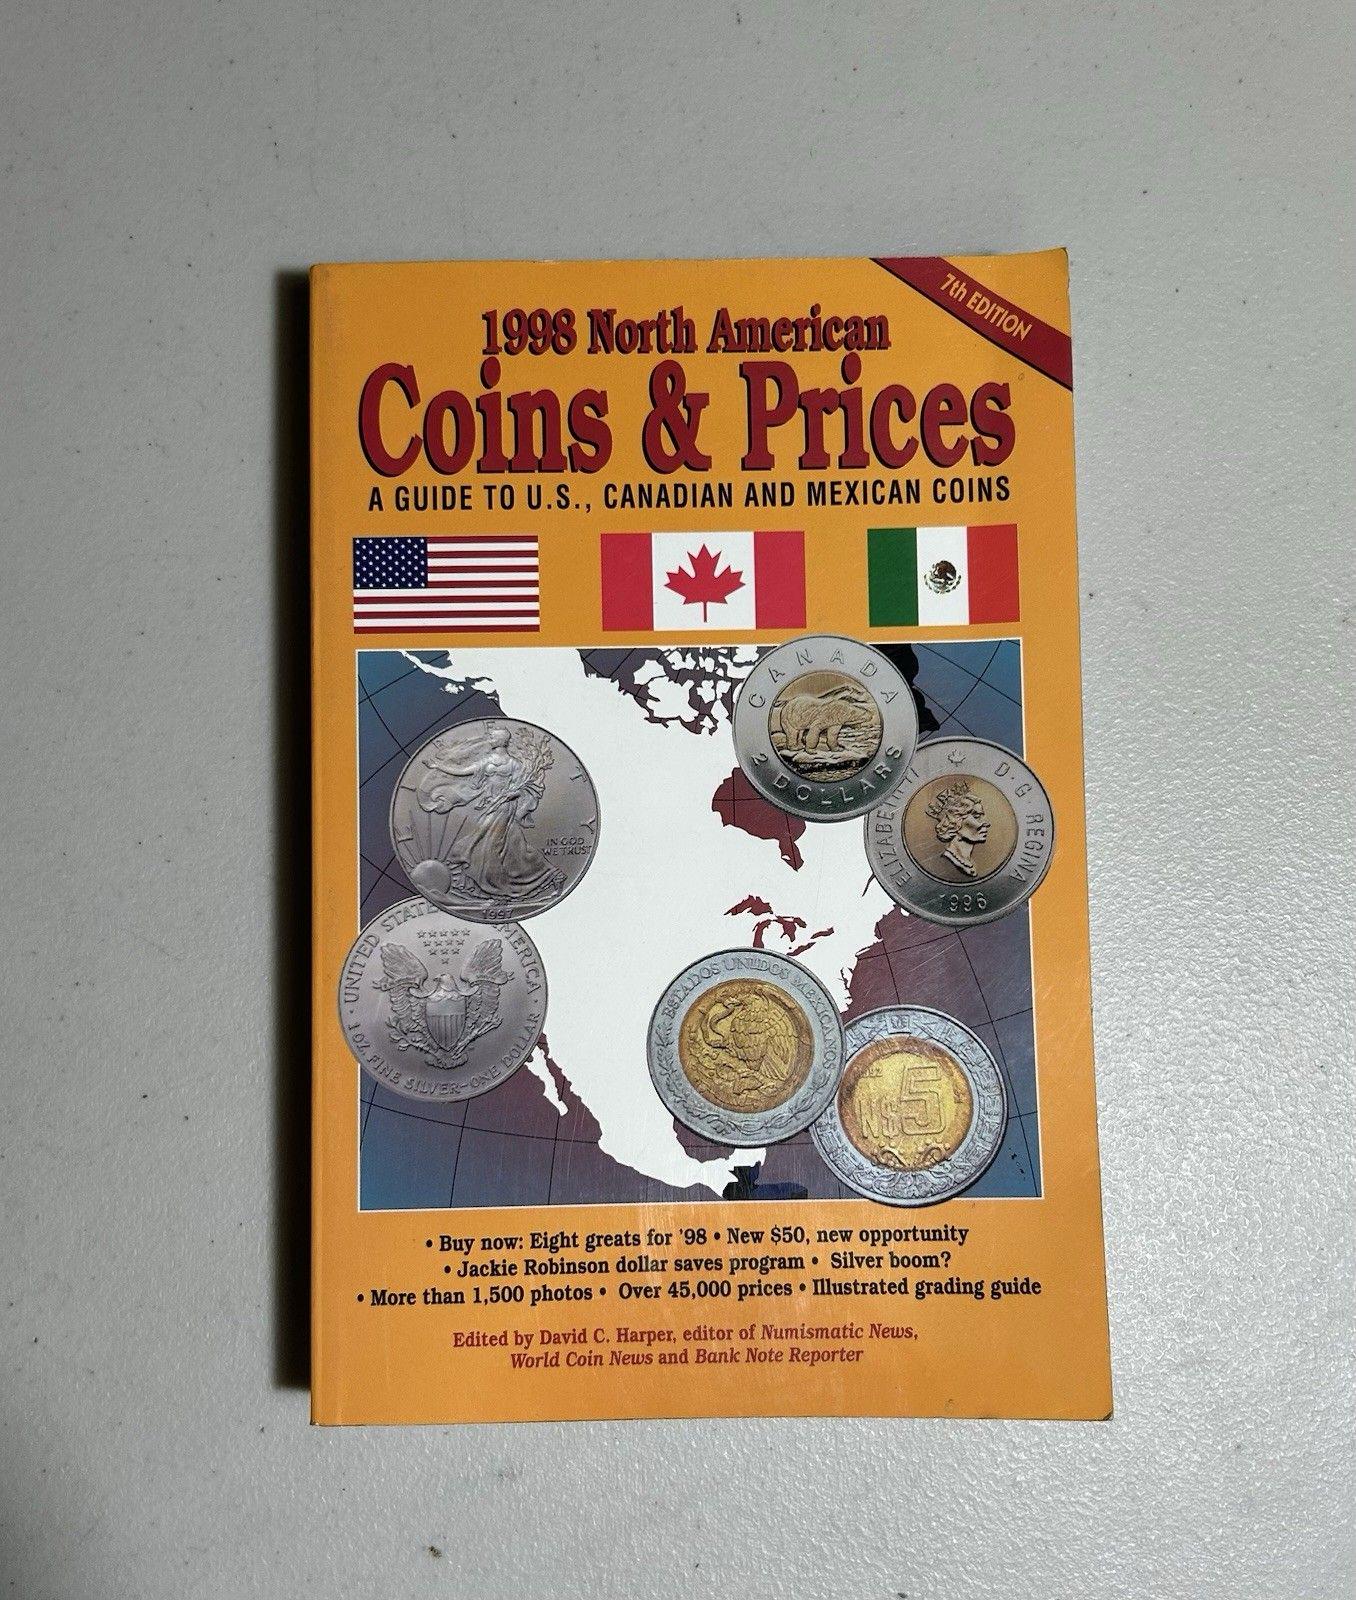 7th EDITION
1998 North American
Coins & Prices
A GUIDE TO U.S., CANADIAN AND MEXICAN COINS
CANADA
2 DOLLARS
ELIZABETH II D·G·REGINA
1996
LIBERTY
IN GOD
WE TRUST
1997
UNITED STATES AMERICA
1 OZ. FINE SILVER-ONE DOLLAR
ESTADOS UNIDOS MEXICANOS
N$5
• Buy now: Eight greats for '98 • New $50, new opportunity
• Jackie Robinson dollar saves program • Silver boom?
• More than 1,500 photos • Over 45,000 prices • Illustrated grading guide
Edited by David C. Harper, editor of Numismatic News,
World Coin News and Bank Note Reporter